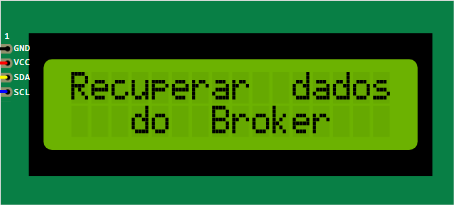 1
GND
VCC
SDA
SCL
Recuperar  dados
do  Broker